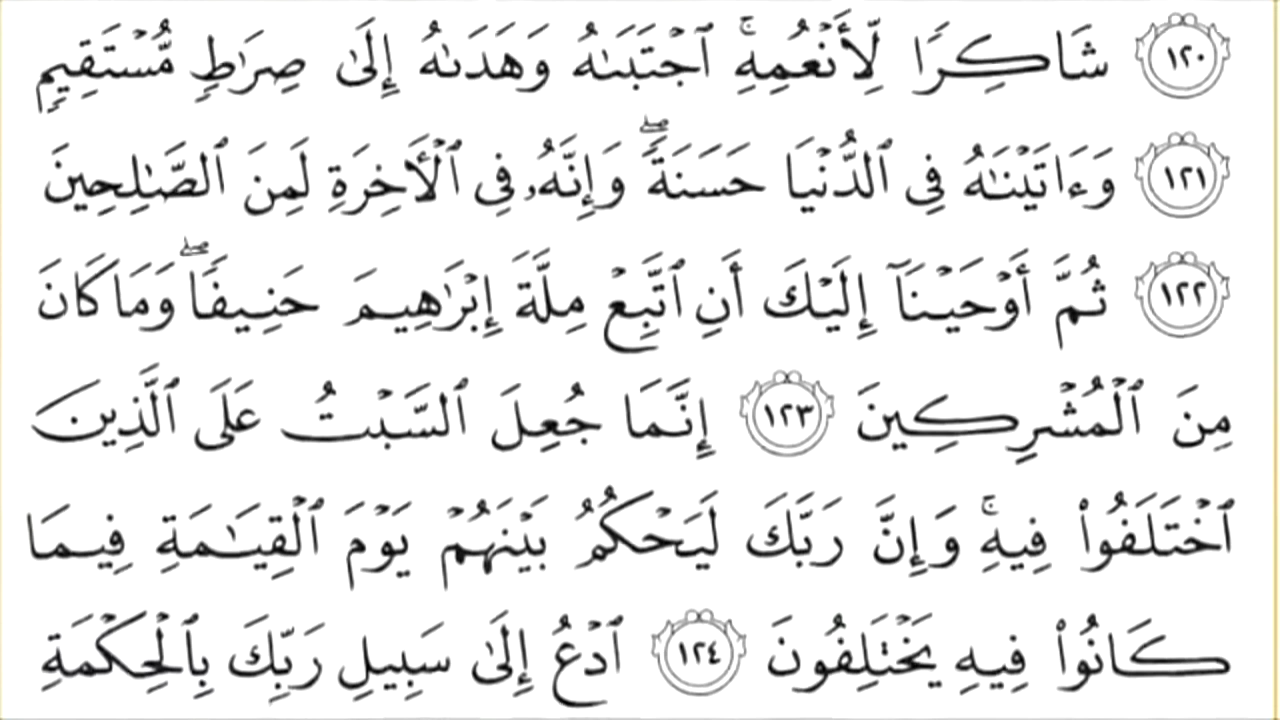 ١٢٠ شَاكِرًا لِّأَنْعُمِهِۚ ٱجْتَبَىٰهُ وَهَدَىٰهُ إِلَىٰ صِرَٰطٍ مُّسْتَقِيمٍ
١٢١ وَءَاتَيْنَٰهُ فِي ٱلدُّنْيَا حَسَنَةًۖ وَإِنَّهُۥ فِي ٱلْأَخِرَةِ لَمِنَ ٱلصَّٰلِحِينَ
١٢٢ ثُمَّ أَوْحَيْنَآ إِلَيْكَ أَنِ ٱتَّبِعْ مِلَّةَ إِبْرَٰهِيمَ حَنِيفًاۖ وَمَا كَانَ
مِنَ ٱلْمُشْرِكِينَ ١٢٣ إِنَّمَا جُعِلَ ٱلسَّبْتُ عَلَى ٱلَّذِينَ
ٱخْتَلَفُوا۟ فِيهِۚ وَإِنَّ رَبَّكَ لَيَحْكُمُ بَيْنَهُمْ يَوْمَ ٱلْقِيَٰمَةِ فِيمَا
كَانُوا۟ فِيهِ يَخْتَلِفُونَ ١٢٤ ٱدْعُ إِلَىٰ سَبِيلِ رَبِّكَ بِٱلْحِكْمَةِ